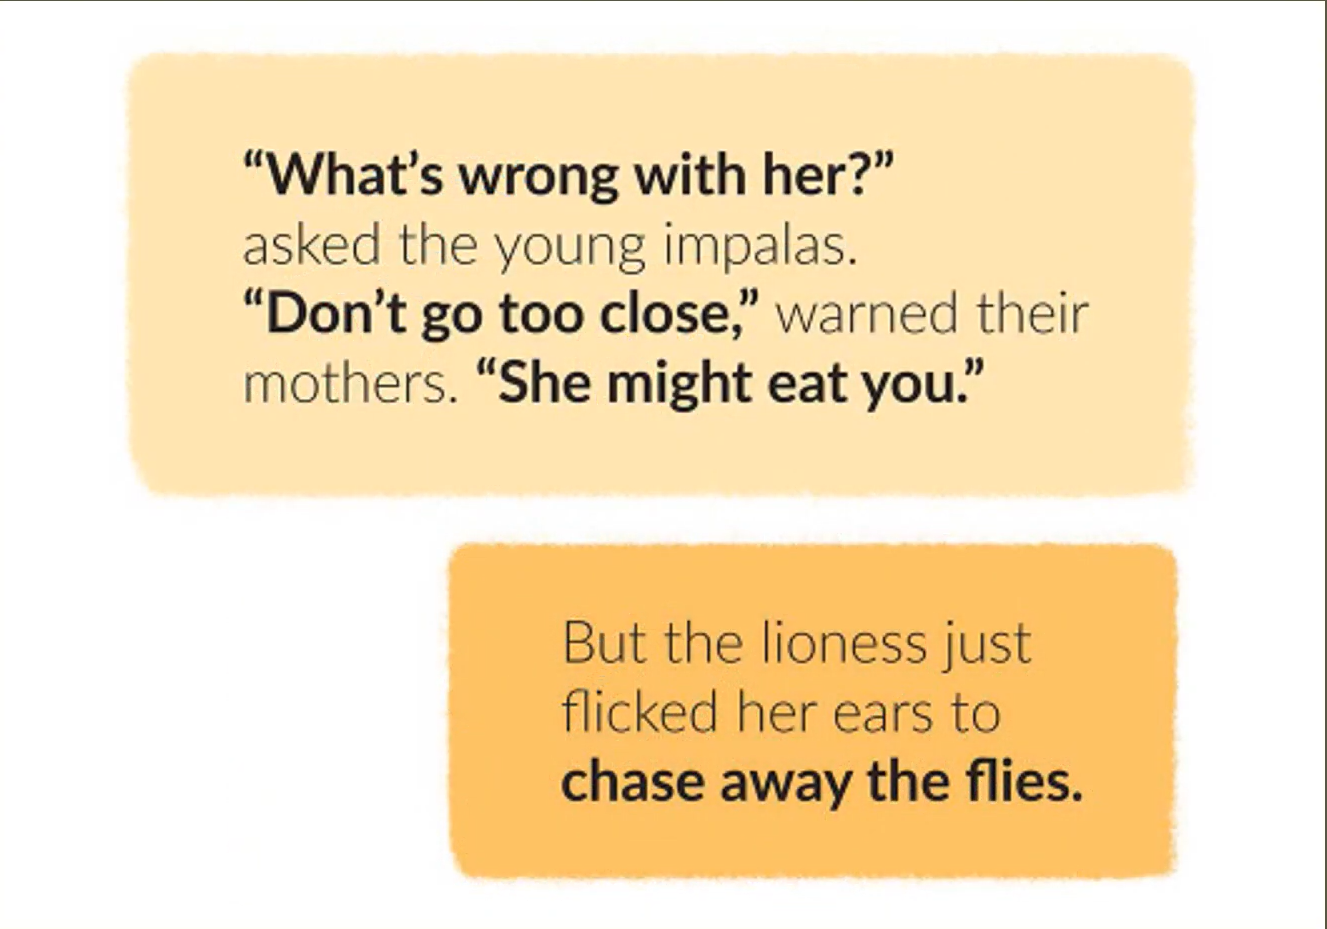 “What’s wrong with her?”
asked the young impalas.
“Don’t go too close,” warned their
mothers. “She might eat you.”
But the lioness just
flicked her ears to
chase away the flies.